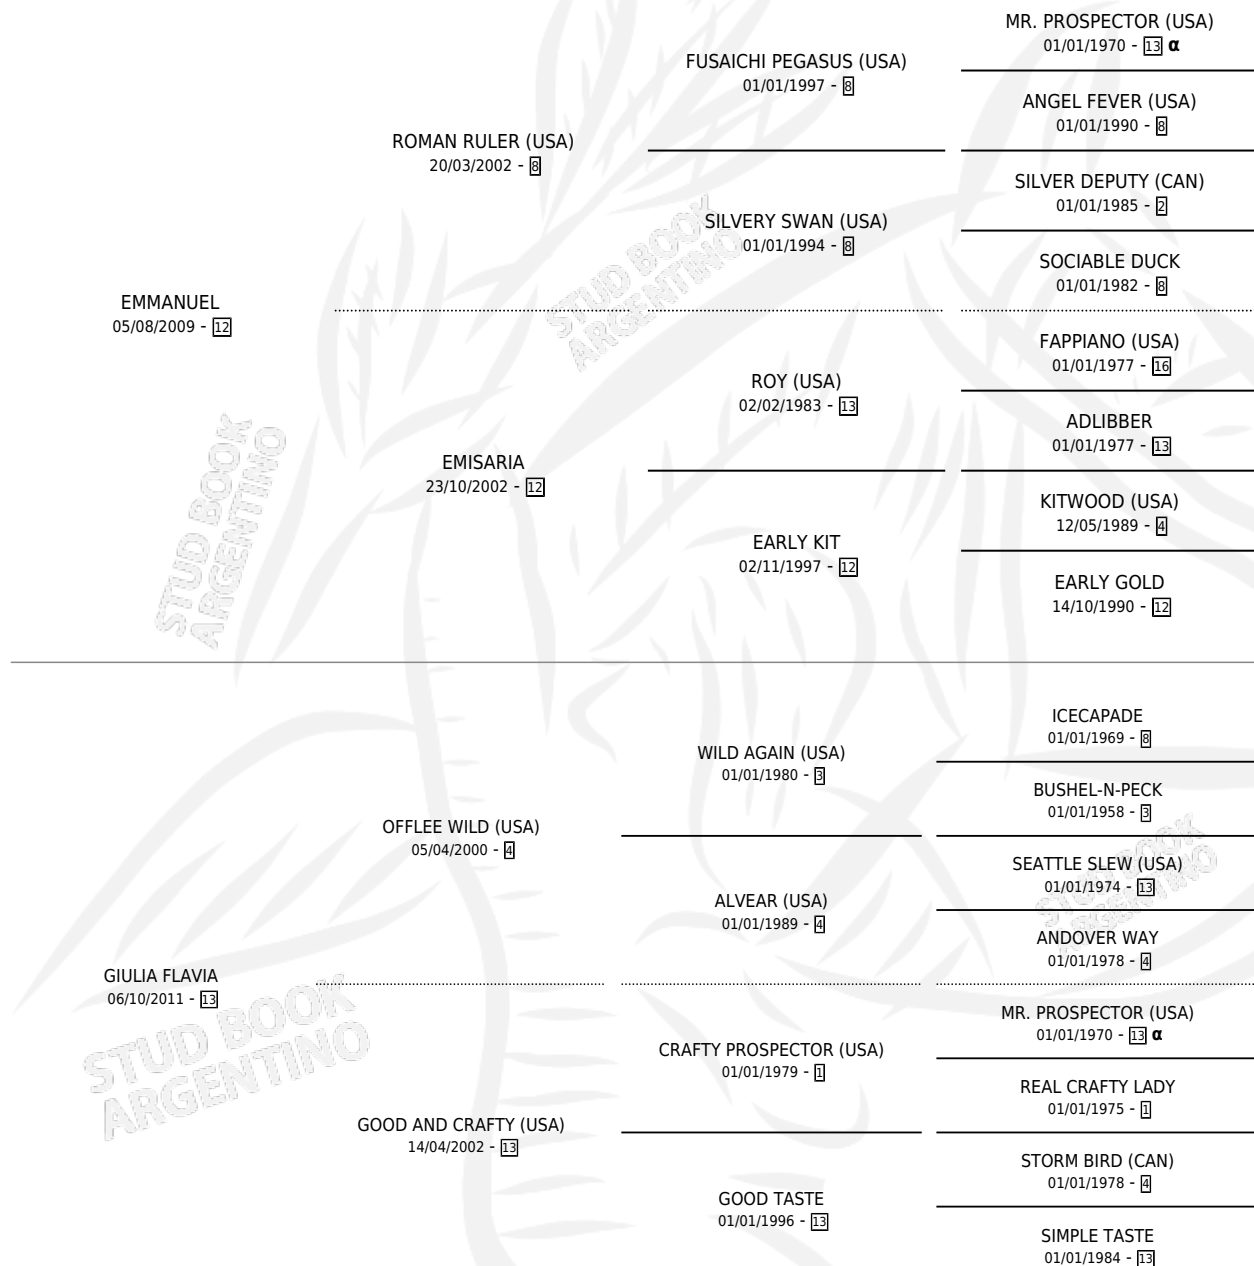 MR. PROSPECTOR (USA)
01/01/1970 - 13 α
FUSAICHI PEGASUS (USA)
01/01/1997 - 8
ANGEL FEVER (USA)
01/01/1990 - 8
ROMAN RULER (USA)
20/03/2002 - 8
SILVER DEPUTY (CAN)
01/01/1985 - 2
SILVERY SWAN (USA)
01/01/1994 - 8
SOCIABLE DUCK
01/01/1982 - 8
EMMANUEL
05/08/2009 - 12
FAPPIANO (USA)
01/01/1977 - 16
ROY (USA)
02/02/1983 - 13
ADLIBBER
01/01/1977 - 13
EMISARIA
23/10/2002 - 12
KITWOOD (USA)
12/05/1989 - 4
EARLY KIT
02/11/1997 - 12
EARLY GOLD
14/10/1990 - 12
ICECAPADE
01/01/1969 - 8
WILD AGAIN (USA)
01/01/1980 - 3
BUSHEL-N-PECK
01/01/1958 - 3
OFFLEE WILD (USA)
05/04/2000 - 4
SEATTLE SLEW (USA)
01/01/1974 - 13
ALVEAR (USA)
01/01/1989 - 4
ANDOVER WAY
01/01/1978 - 4
GIULIA FLAVIA
06/10/2011 - 13
MR. PROSPECTOR (USA)
01/01/1970 - 13 α
CRAFTY PROSPECTOR (USA)
01/01/1979 - 1
REAL CRAFTY LADY
01/01/1975 - 1
GOOD AND CRAFTY (USA)
14/04/2002 - 13
STORM BIRD (CAN)
01/01/1978 - 4
GOOD TASTE
01/01/1996 - 13
SIMPLE TASTE
01/01/1984 - 13
STUD BOOK
ARGENTINO
STUD BOOK
ARGENTINO
STUD BOOK
ARGENTINO
STUD BOOK
ARGENTINO